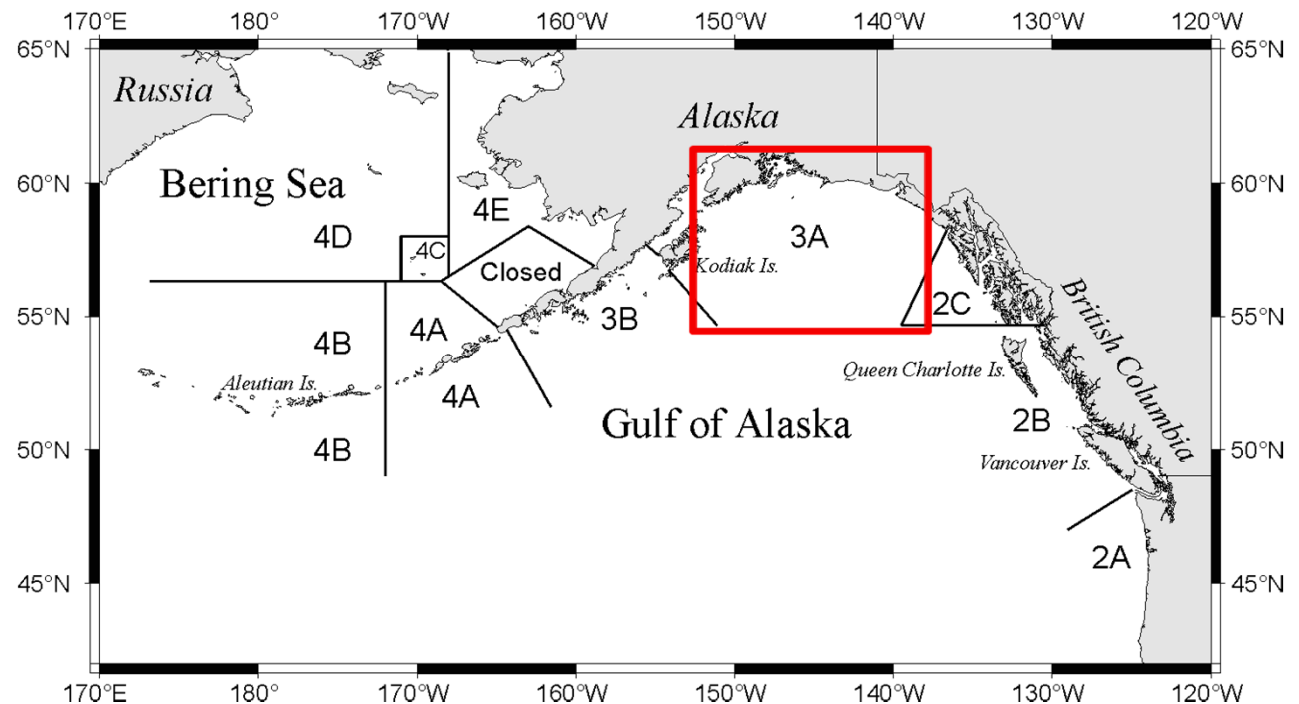 170°E 180° 170°W 160°W 150°W 140°W 130°W 120°W
65°N 65°N
Russia
Alaska
60°N 60°N
Bering Sea
4E
4D
4C
3A
Closed
Kodiak Is.
2C
British Columbia
55°N 55°N
4A
3B
4B
Queen Charlotte Is.
Aleutian Is.
4A
Gulf of Alaska
2B
50°N 50°N
4B
Vancouver Is.
2A
45°N 45°N
170°E 180° 170°W 160°W 150°W 140°W 130°W 120°W